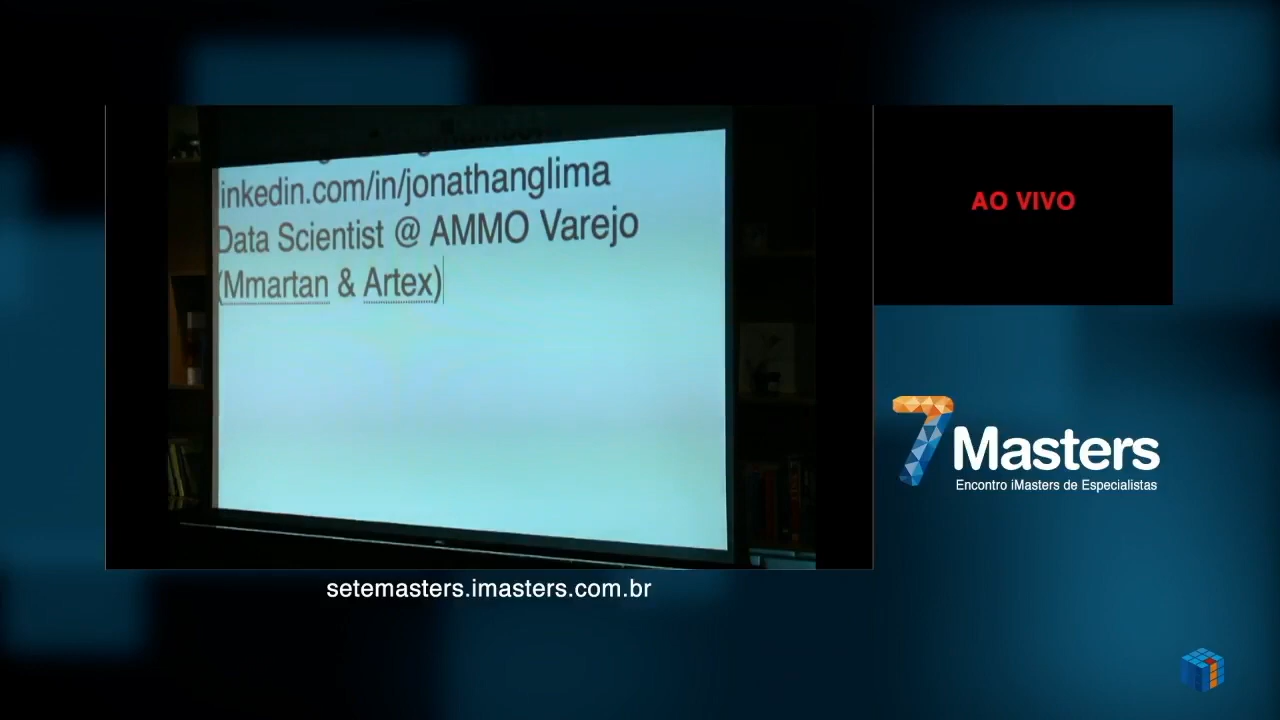 inkedin.com/in/jonathanglima
Data Scientist @ AMMO Varejo
(Mmartan & Artex)
AO VIVO
7Masters
Encontro iMasters de Especialistas
setemasters.imasters.com.br